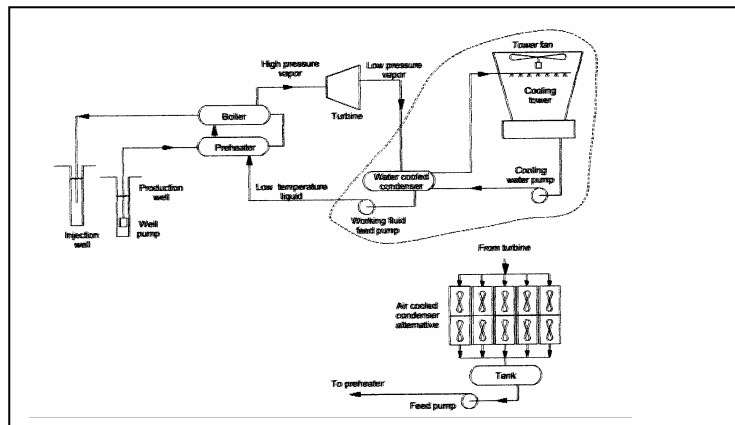 Tower fan
High pressure
vapor
Low pressure
vapor
Cooling
tower
Turbine
Boiler
Preheater
Water cooled
condenser
Cooling
water pump
Low temperature
liquid
Production
well
Well
pump
Injection
well
Working fluid
feed pump
From turbine
Air cooled
condenser
alternative
Tank
To preheater
Feed pump